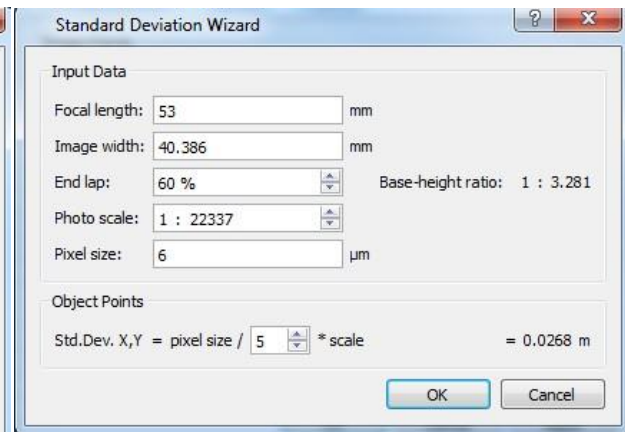 Standard Deviation Wizard
Input Data
Focal length: 53 mm
Image width: 40.386 mm
End lap: 60 % Base-height ratio: 1 : 3.281
Photo scale: 1 : 22337
Pixel size: 6 µm
Object Points
Std.Dev. X,Y = pixel size / 5 * scale = 0.0268 m
OK Cancel